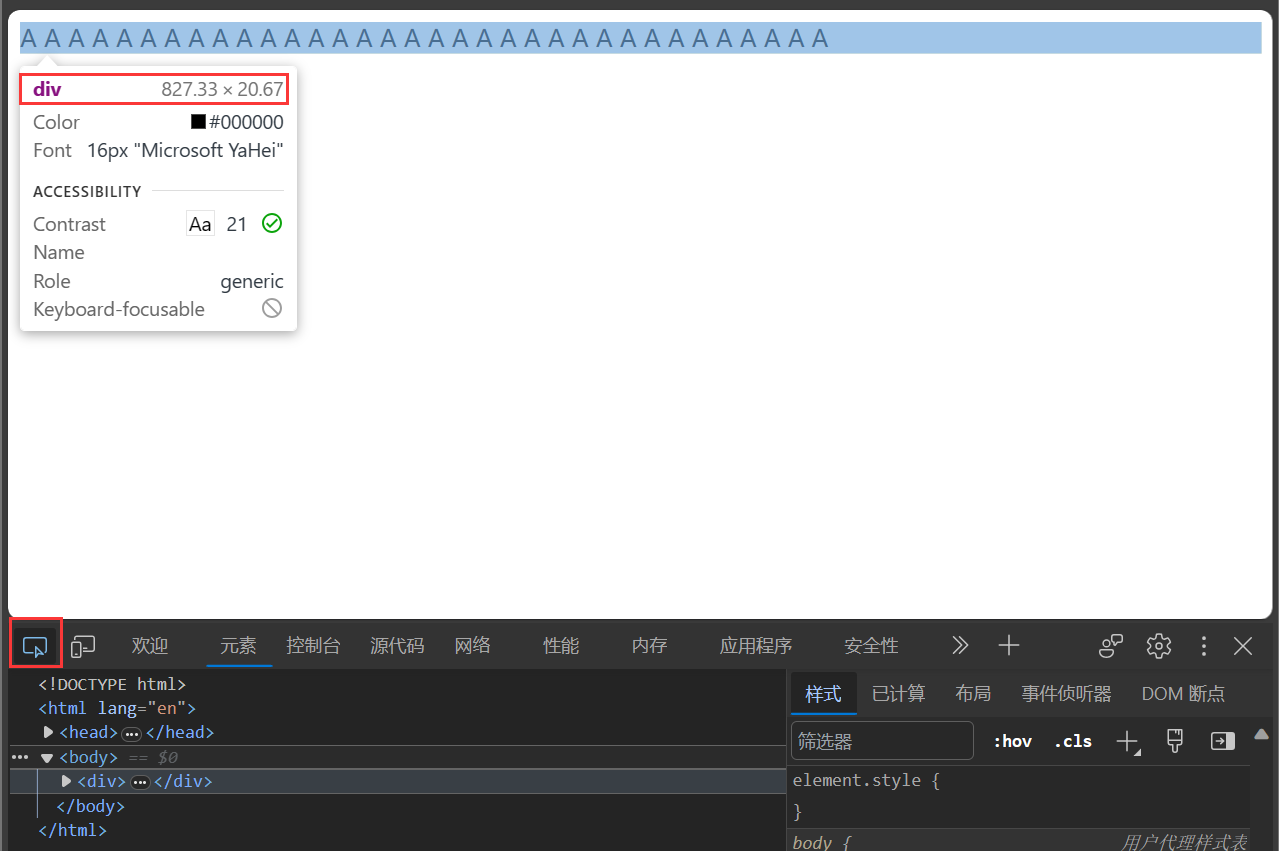 A A A A A A A A A A A A A A A A A A A A A A A A A A A A A A A A A A
div 827.33 × 20.67
Color #000000
Font 16px "Microsoft YaHei"
ACCESSIBILITY
Contrast Aa 21
Name
Role generic
Keyboard-focusable
欢迎 元素 控制台 源代码 网络 性能 内存 应用程序 安全性
<!DOCTYPE html>
<html lang="en">
<head>…</head>
<body> == $0
<div>…</div>
</body>
</html>
样式 已计算 布局 事件侦听器 DOM 断点
筛选器 :hov .cls
element.style {
}
body { 用户代理样式表